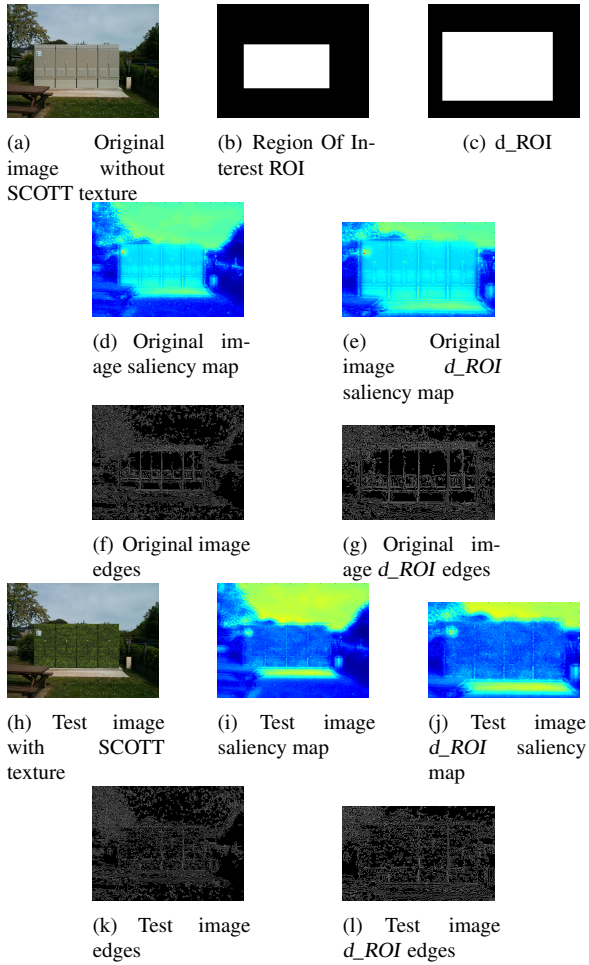 (a) Original
image without
SCOTT texture
(b) Region Of In-
terest ROI
(c) d_ROI
(d) Original im-
age saliency map
(e) Original
image d_ROI
saliency map
(f) Original image
edges
(g) Original im-
age d_ROI edges
(h) Test image
with SCOTT
texture
(i) Test image
saliency map
(j) Test image
d_ROI saliency
map
(k) Test image
edges
(l) Test image
d_ROI edges